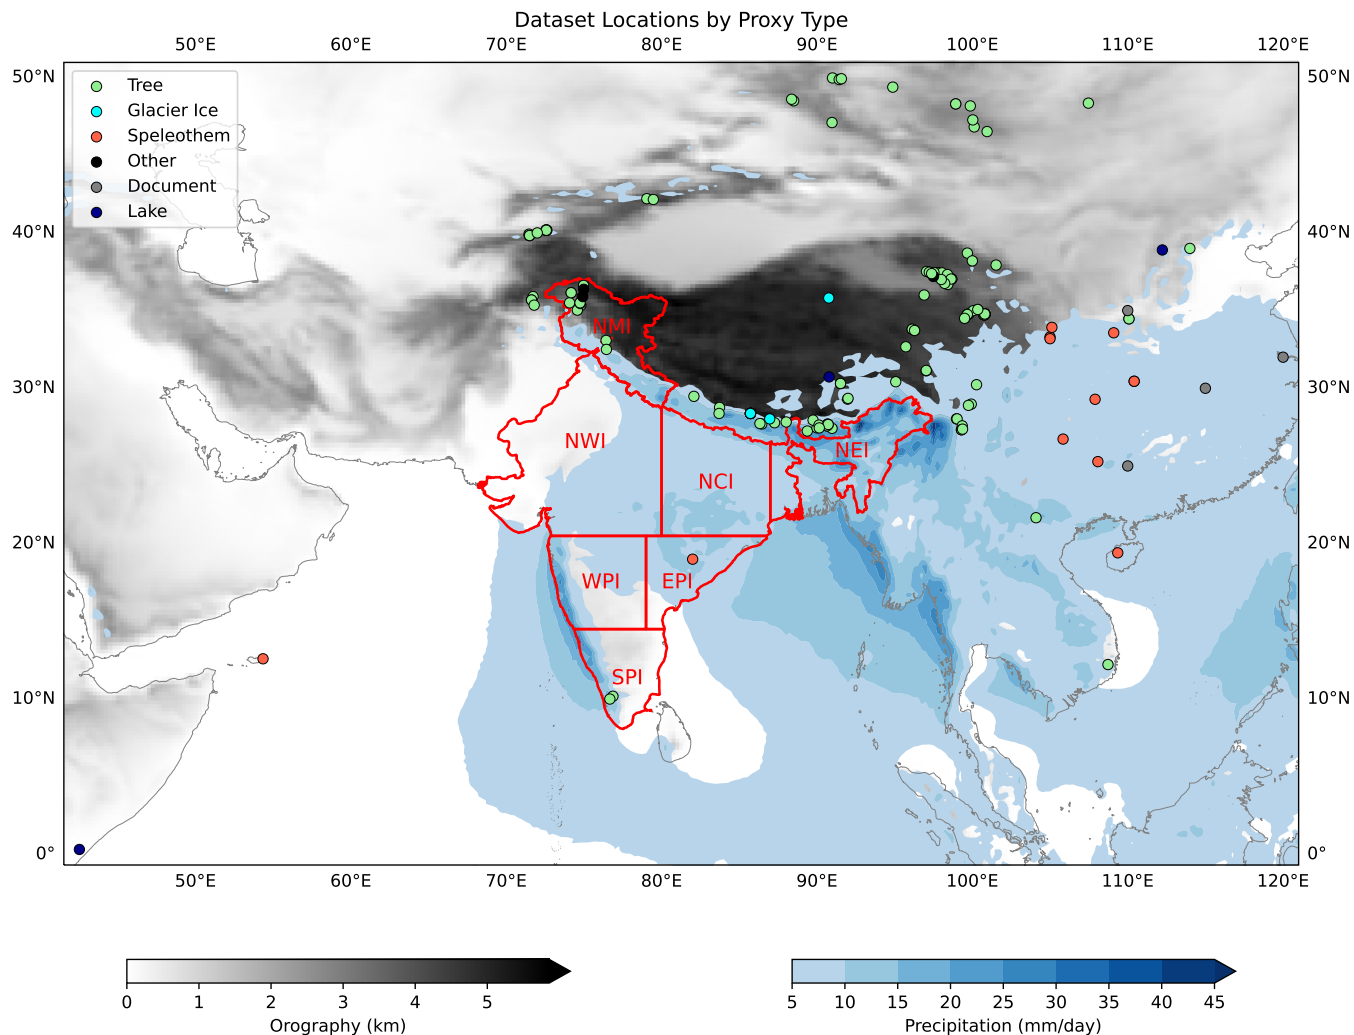 Dataset Locations by Proxy Type
50°E 60°E 70°E 80°E 90°E 100°E 110°E 120°E
50°N 50°N
Tree
Glacier Ice
Speleothem
Other
Document
Lake
40°N 40°N
NMI
30°N 30°N
NWI NEI
NCI
20°N 20°N
WPI EPI
SPI
10°N 10°N
0° 0°
50°E 60°E 70°E 80°E 90°E 100°E 110°E 120°E
0 1 2 3 4 5
Orography (km)
5 10 15 20 25 30 35 40 45
Precipitation (mm/day)